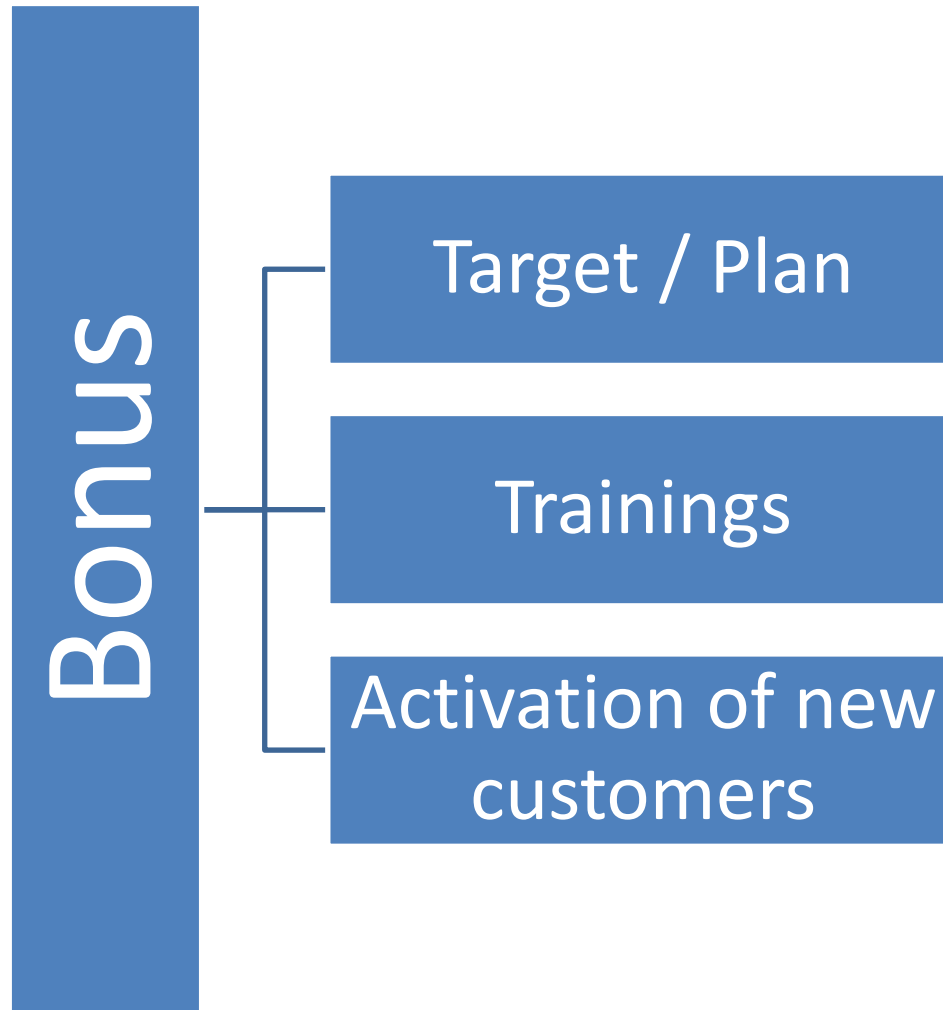 Bonus
Target / Plan
Trainings
Activation of new
customers